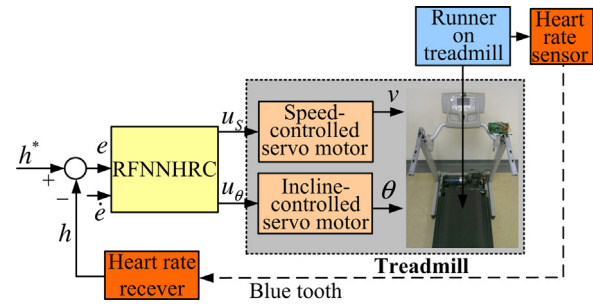 Runner
on
treadmill
Heart
rate
sensor
h*
+
−
e
ė
h
RFNNHRC
u_s
u_θ
Speed-
controlled
servo motor
v
Incline-
controlled
servo motor
θ
Treadmill
Heart rate
recever
Blue tooth